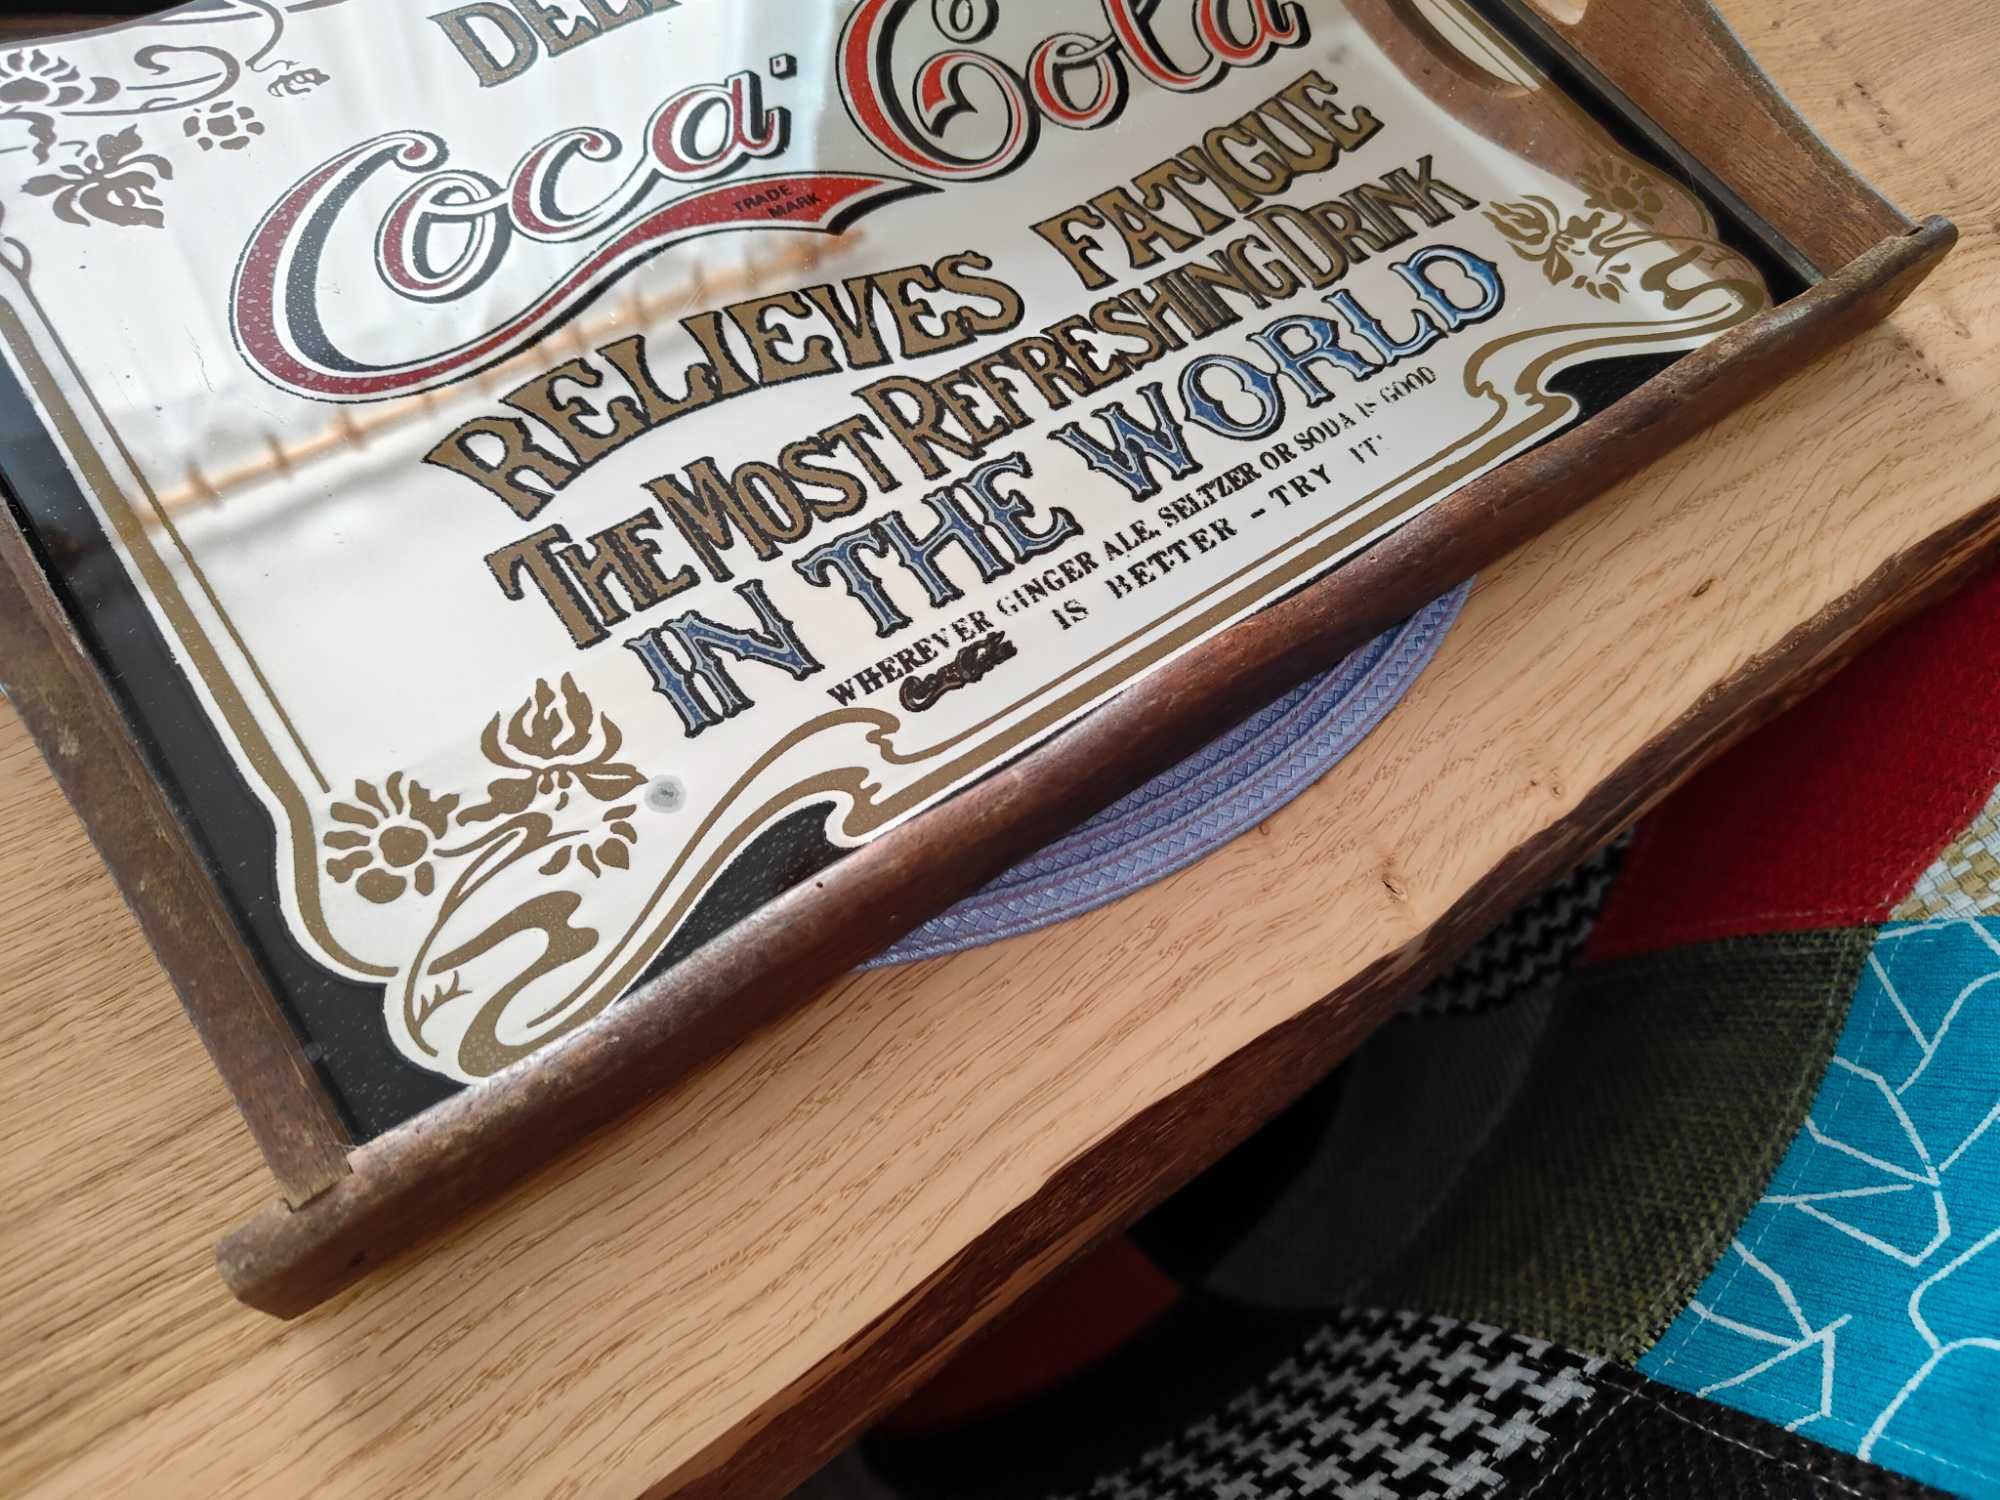 Coca-Cola
TRADE
MARK
RELIEVES FATIGUE
THE MOST REFRESHING DRINK
IN THE WORLD
WHEREVER GINGER ALE, SELTZER OR SODA IS GOOD
Coca-Cola IS BETTER - TRY IT!